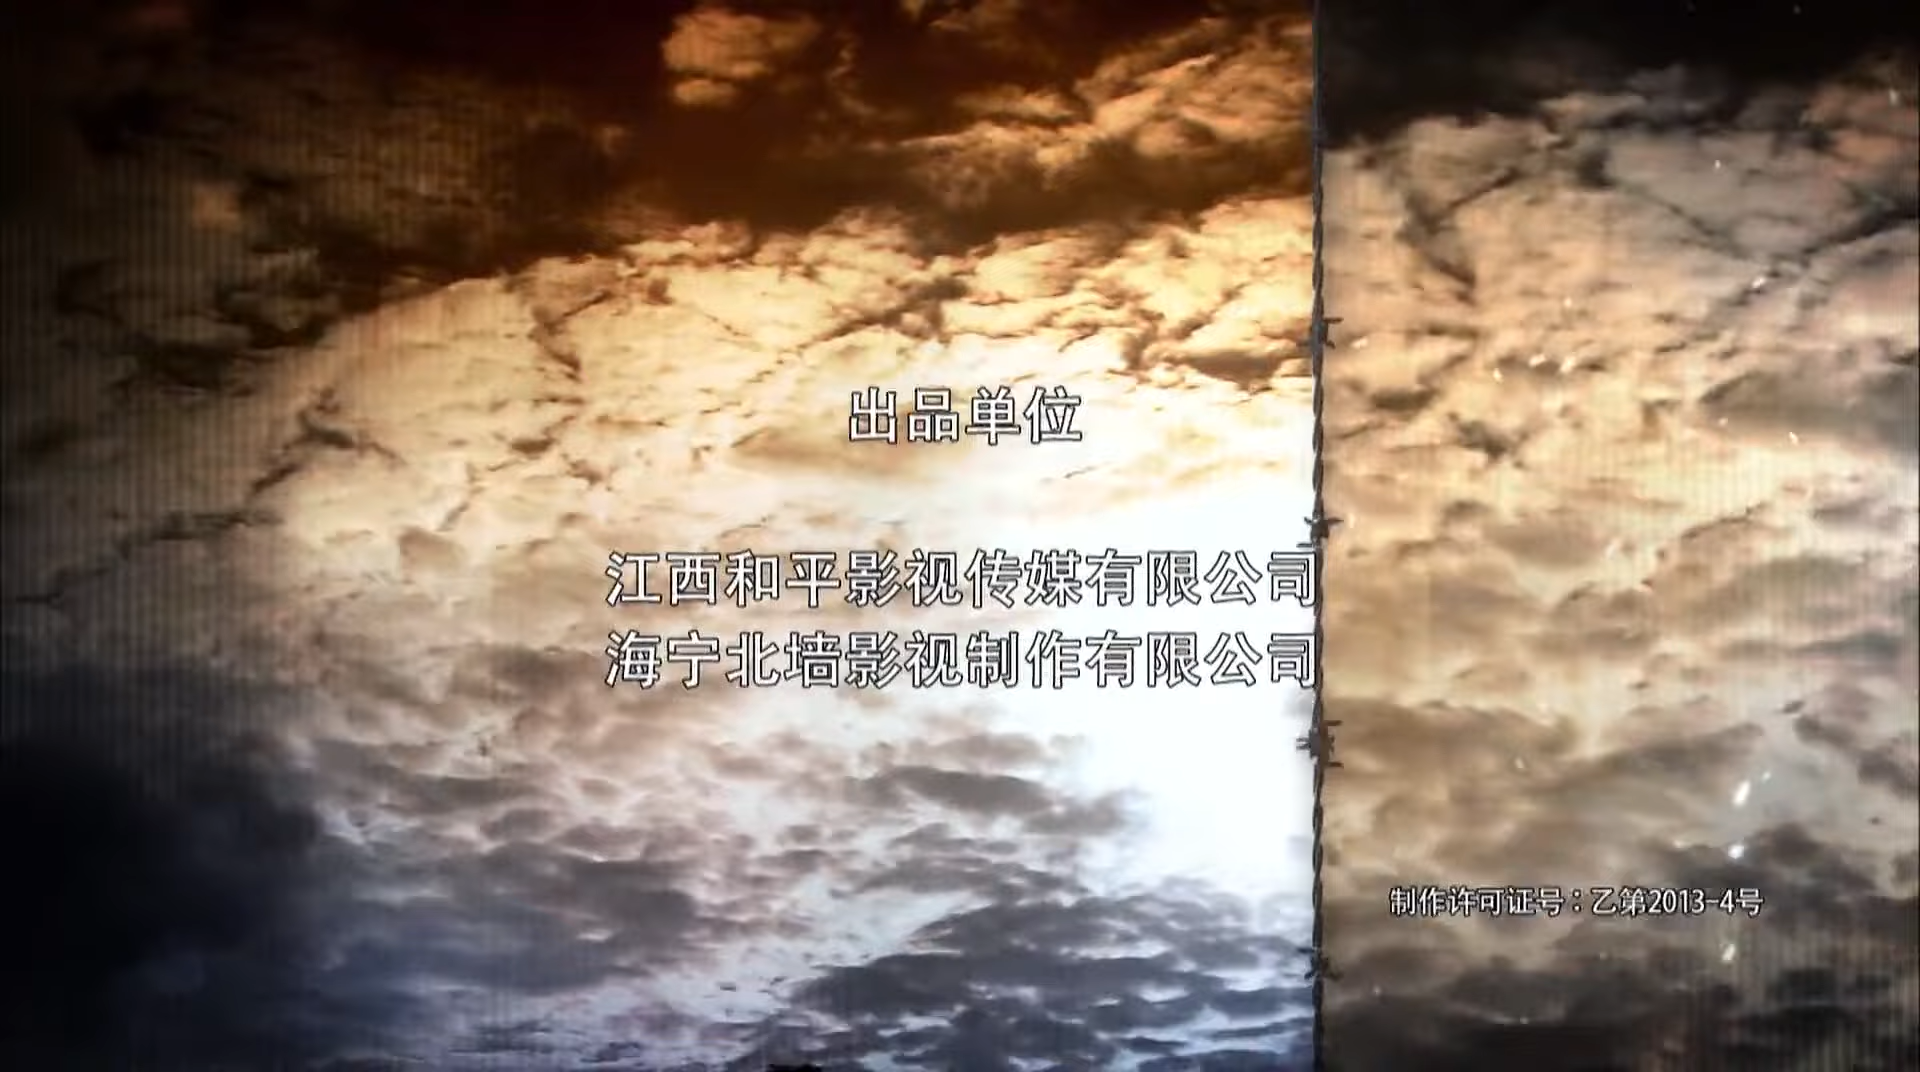 出品单位
江西和平影视传媒有限公司
海宁北墙影视制作有限公司
制作许可证号：乙第2013-4号